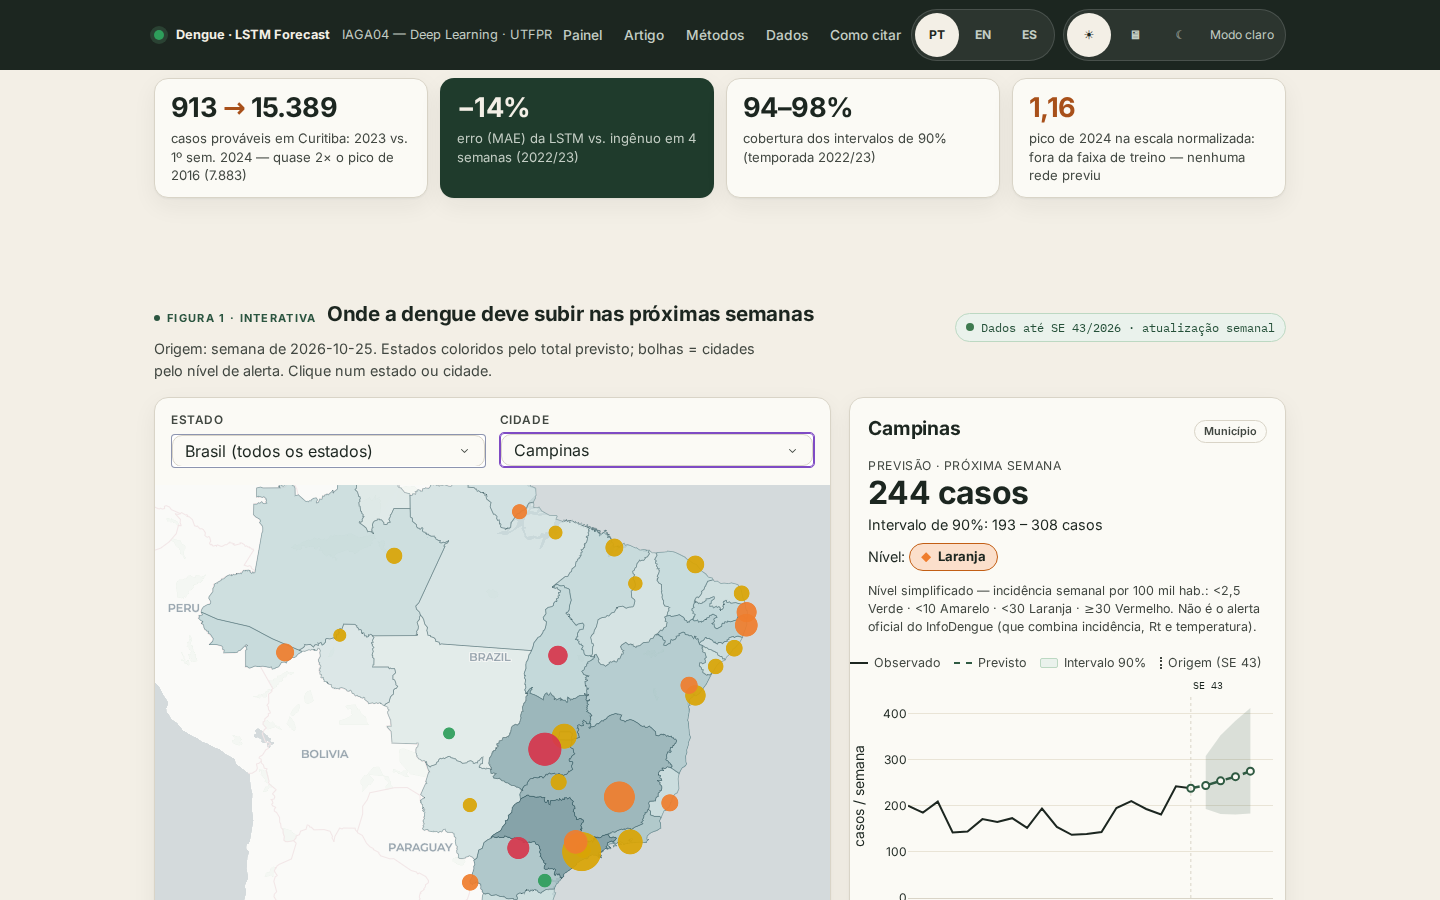 Dengue · LSTM Forecast IAGA04 — Deep Learning · UTFPR Painel Artigo Métodos Dados Como citar PT EN ES Modo claro
913 → 15.389
casos prováveis em Curitiba: 2023 vs.
1º sem. 2024 — quase 2× o pico de
2016 (7.883)
−14%
erro (MAE) da LSTM vs. ingênuo em 4
semanas (2022/23)
94–98%
cobertura dos intervalos de 90%
(temporada 2022/23)
1,16
pico de 2024 na escala normalizada:
fora da faixa de treino — nenhuma
rede previu
FIGURA 1 · INTERATIVA Onde a dengue deve subir nas próximas semanas
Dados até SE 43/2026 · atualização semanal
Origem: semana de 2026-10-25. Estados coloridos pelo total previsto; bolhas = cidades
pelo nível de alerta. Clique num estado ou cidade.
ESTADO
Brasil (todos os estados)
CIDADE
Campinas
PERU
BRAZIL
BOLIVIA
PARAGUAY
Campinas
Município
PREVISÃO · PRÓXIMA SEMANA
244 casos
Intervalo de 90%: 193 – 308 casos
Nível: Laranja
Nível simplificado — incidência semanal por 100 mil hab.: <2,5
Verde · <10 Amarelo · <30 Laranja · ≥30 Vermelho. Não é o alerta
oficial do InfoDengue (que combina incidência, Rt e temperatura).
Observado Previsto Intervalo 90% Origem (SE 43)
SE 43
400
300
200
100
0
casos / semana